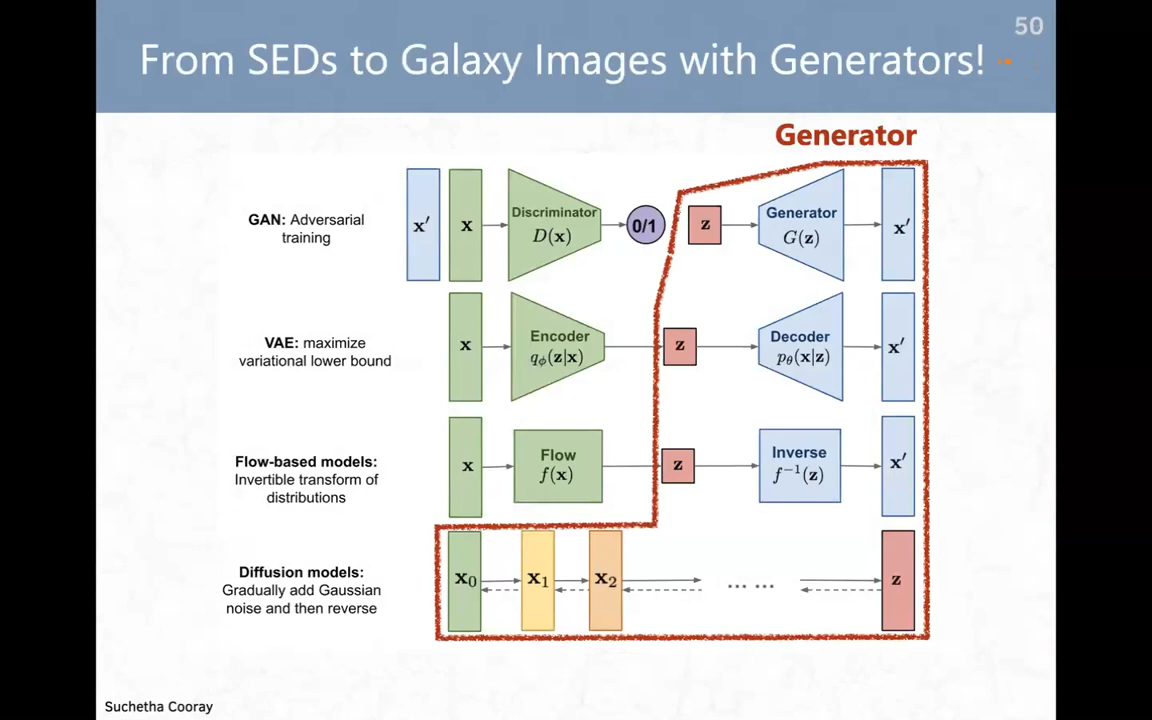 50
From SEDs to Galaxy Images with Generators!
Generator
GAN: Adversarial
training
x′
x
Discriminator
D(x)
0/1
z
Generator
G(z)
x′
VAE: maximize
variational lower bound
x
Encoder
qϕ(z|x)
z
Decoder
pθ(x|z)
x′
Flow-based models:
Invertible transform of
distributions
x
Flow
f(x)
z
Inverse
f⁻¹(z)
x′
Diffusion models:
Gradually add Gaussian
noise and then reverse
x₀
x₁
x₂
... ...
z
Suchetha Cooray